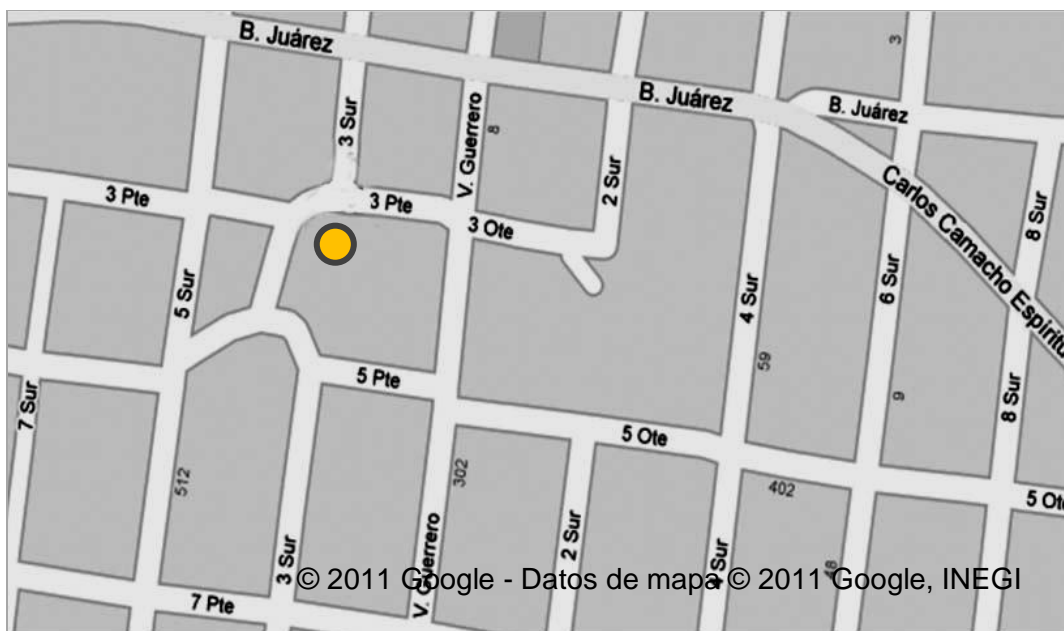 B. Juárez
3
B. Juárez
B. Juárez
3 Sur
V. Guerrero
8
2 Sur
Carlos Camacho Espíritu
3 Pte
3 Pte
3 Ote
8 Sur
5 Sur
4 Sur
6 Sur
59
9
5 Pte
7 Sur
8 Sur
5 Ote
512
302
402
5 Ote
3 Sur
V. Guerrero
2 Sur
4 Sur
48
© 2011 Google - Datos de mapa © 2011 Google, INEGI
7 Pte